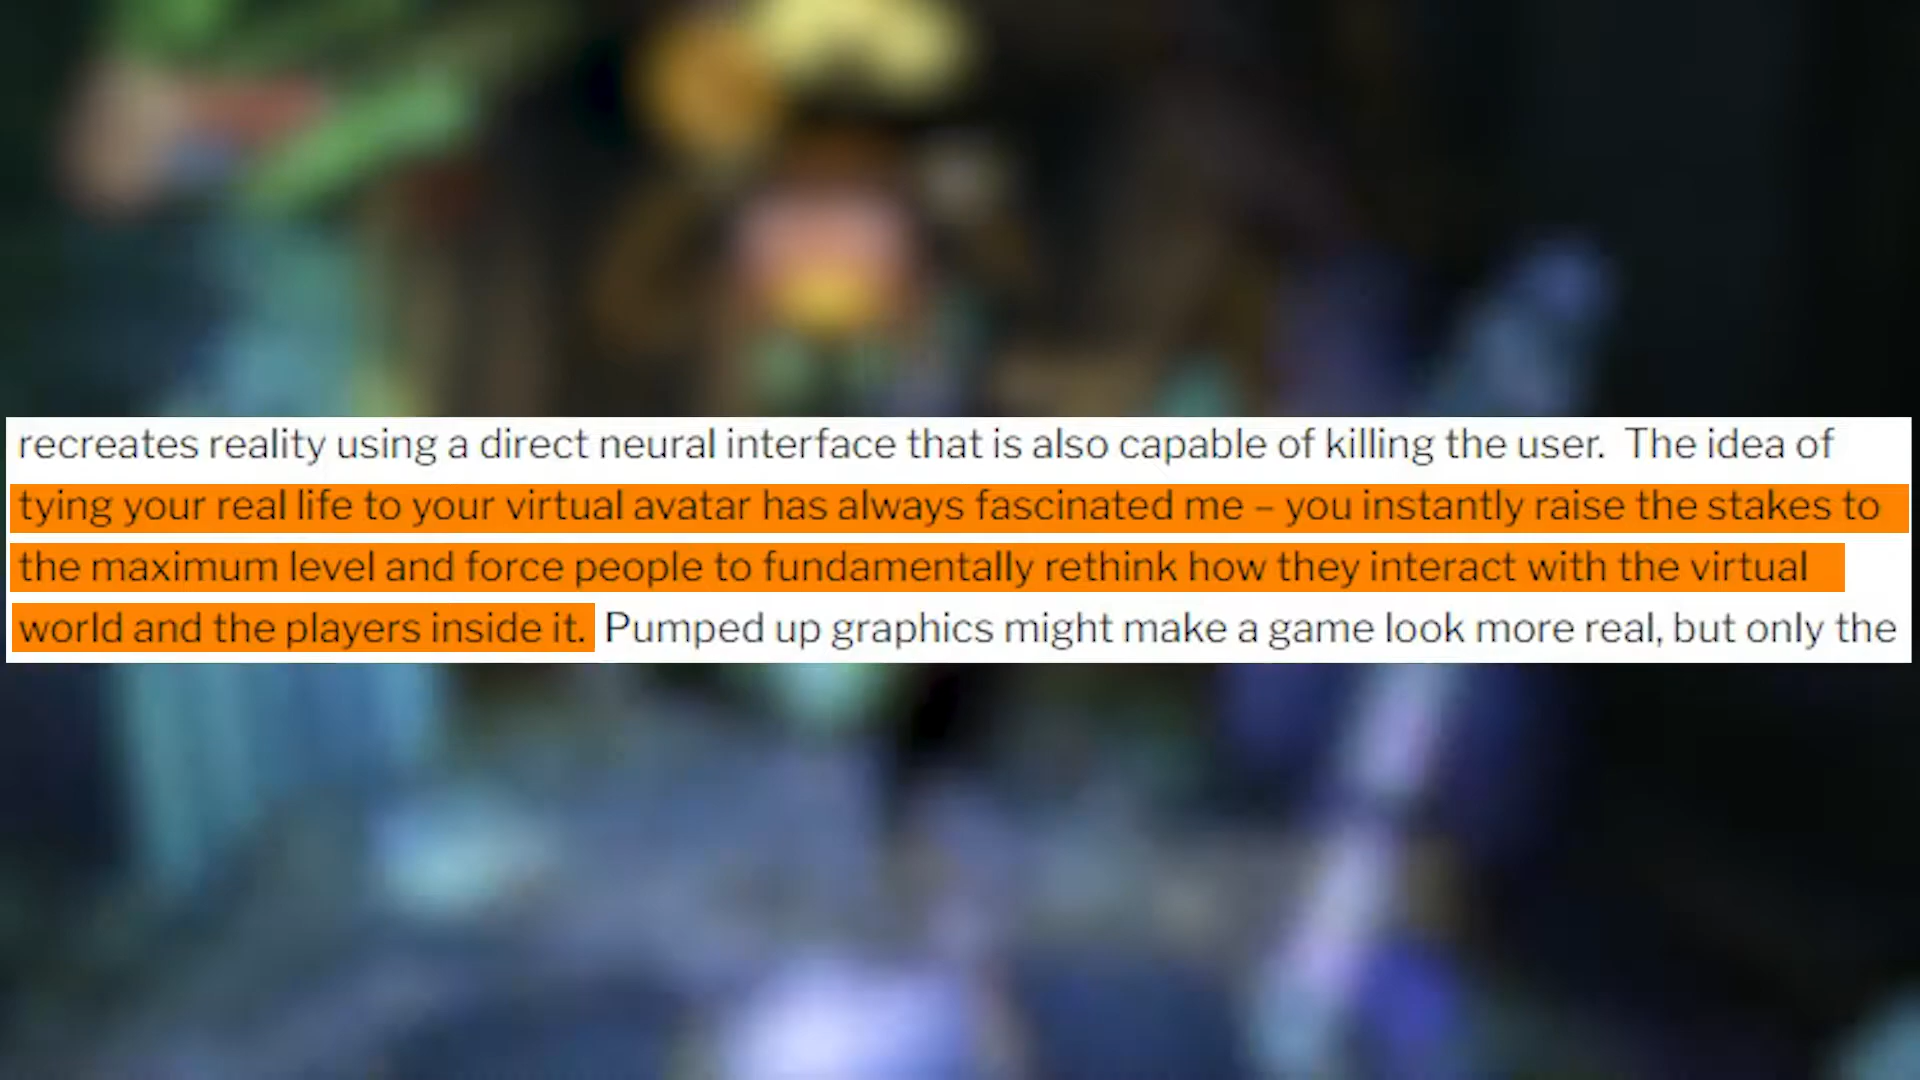 recreates reality using a direct neural interface that is also capable of killing the user. The idea of
tying your real life to your virtual avatar has always fascinated me – you instantly raise the stakes to
the maximum level and force people to fundamentally rethink how they interact with the virtual
world and the players inside it. Pumped up graphics might make a game look more real, but only the